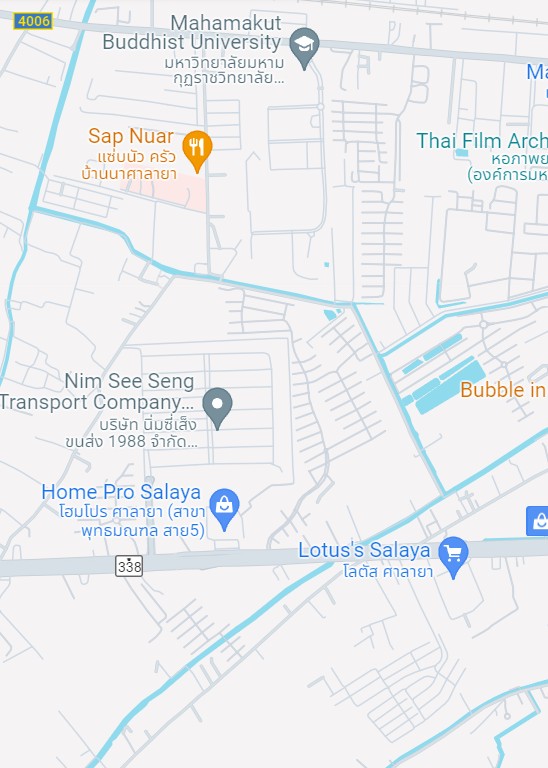 4006
Mahamakut
Buddhist University
มหาวิทยาลัยมหาม
กุฏราชวิทยาลัย...
Ma
Sap Nuar
แซ่บนัว ครัว
บ้านนาศาลายา
Thai Film Arch
หอภาพย
(องค์การมห
Nim See Seng
Transport Company...
บริษัท นิ่มซี่เส็ง
ขนส่ง 1988 จำกัด...
Bubble in
Home Pro Salaya
โฮมโปร ศาลายา (สาขา
พุทธมณฑล สาย5)
338
Lotus's Salaya
โลตัส ศาลายา